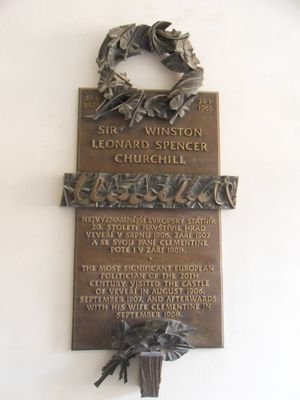 30·11
1874
24·1
1965
SIR WINSTON
LEONARD SPENCER
CHURCHILL
NEJVÝZNAMNĚJŠÍ EVROPSKÝ STÁTNÍK
20. STOLETÍ NAVŠTÍVIL HRAD
VEVEŘÍ V SRPNU 1906, ZÁŘÍ 1907
A SE SVOU PANÍ CLEMENTINE
POTÉ I V ZÁŘÍ 1908.
THE MOST SIGNIFICANT EUROPEAN
POLITICIAN OF THE 20TH
CENTURY VISITED THE CASTLE
OF VEVEŘÍ IN AUGUST 1906,
SEPTEMBER 1907, AND AFTERWARDS
WITH HIS WIFE CLEMENTINE IN
SEPTEMBER 1908.